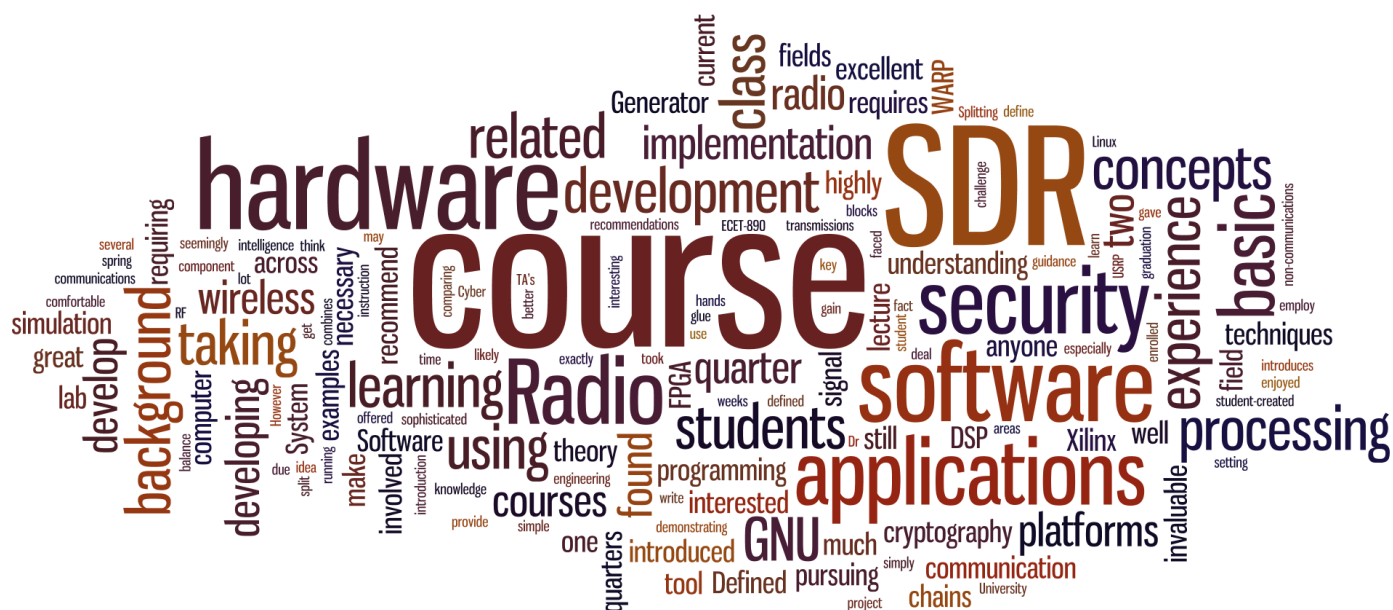 current
class
fields
excellent
Generator
radio
requires
WARP
Splitting
define
related
implementation
SDR
challenge
Linux
concepts
hardware
development
highly
blocks
recommendations
ECET-890
transmissions
USRP
two
gave
experience
basic
non-communications
several
spring
communications
requiring
seemingly
intelligence
think
may
component
lot
across
course
comparing
Cyber
TA's
better
interesting
hands
glue
use
key
gain
faced
understanding
guidance
learn
graduation
comfortable
simulation
great
lab
background
RF
wireless
taking
get
combines
necessary
instruction
recommend
security
lecture
fact
student
enrolled
employ
techniques
develop
computer
balance
developing
However
System
examples
running
time
likely
exactly
took
learning
Radio
FPGA
quarter
signal
deal
anyone
especially
software
field
introduces
enjoyed
student-created
offered
sophisticated
weeks
defined
due
idea
split
make
Software
involved
introduction
using
theory
engineering
students
Dr
still
DSP
areas
Xilinx
well
processing
setting
knowledge
provide
courses
simple
found
programming
write
interested
applications
invaluable
one
quarters
demonstrating
introduced
GNU
much
cryptography
platforms
tool
Defined
pursuing
simply
communication
project
chains
University